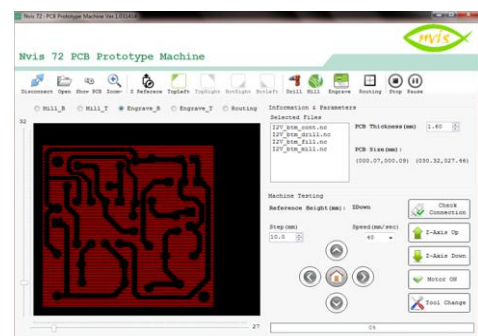 Nvis 72 : PCB Prototype Machine Ver.1.031414
nvis
Nvis 72 PCB Prototype Machine
Disconnect Open Show PCB Zoom- Z Reference TopLeft TopRight BotRight BotLeft Drill Mill Engrave Routing Stop Pause
Mill_B Mill_T Engrave_B Engrave_T Routing
Information & Parameters
Selected Files
I2V_btm_cont.nc
I2V_btm_drill.nc
I2V_btm_fill.nc
I2V_btm_mill.nc
PCB Thickness(mm) 1.60
PCB Size(mm):
(000.07,000.09) (030.32,027.66)
32
27
Machine Testing
Reference Height(mm): ZDown
Step(mm) Speed(mm/sec)
10.0 40
Check Connection
Z-Axis Up
Z-Axis Down
Motor ON
Tool Change
0%